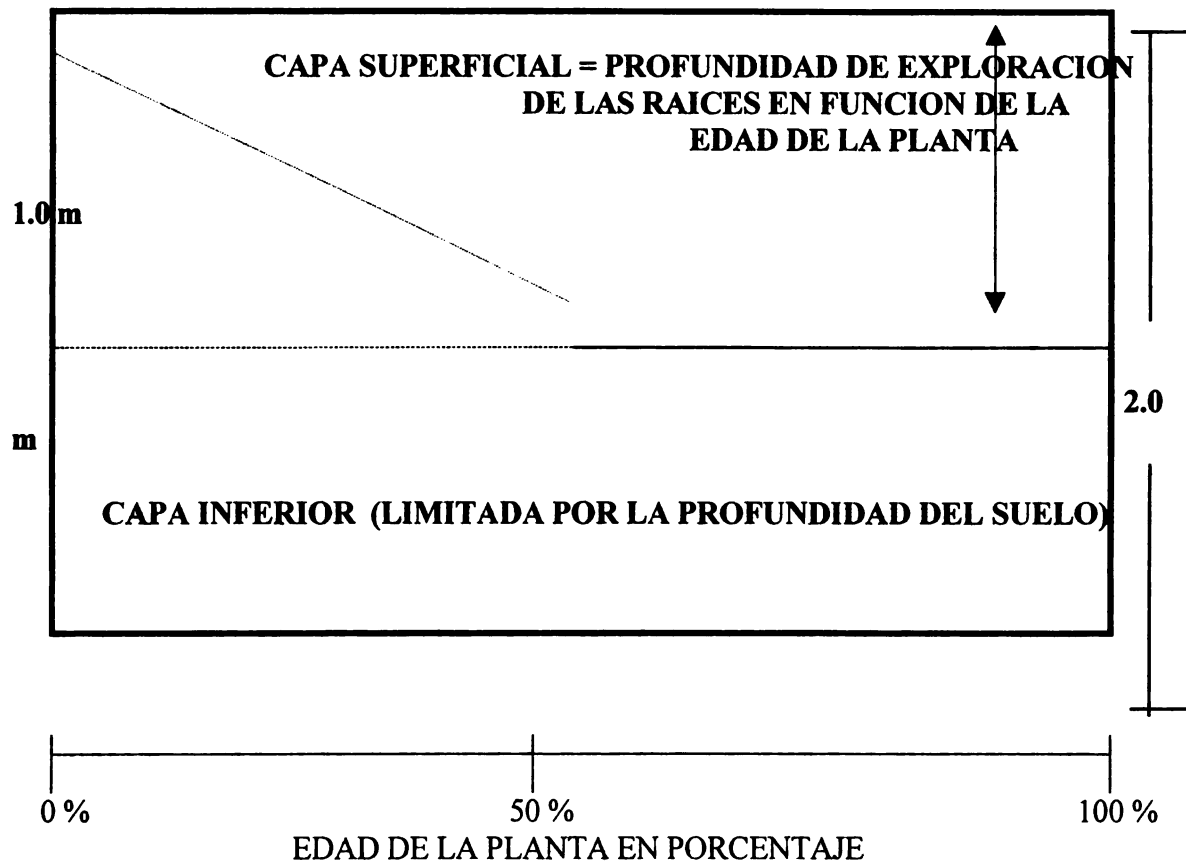 CAPA SUPERFICIAL = PROFUNDIDAD DE EXPLORACION
DE LAS RAICES EN FUNCION DE LA
EDAD DE LA PLANTA
1.0 m
2.0
m
CAPA INFERIOR (LIMITADA POR LA PROFUNDIDAD DEL SUELO)
0 % 50 % 100 %
EDAD DE LA PLANTA EN PORCENTAJE